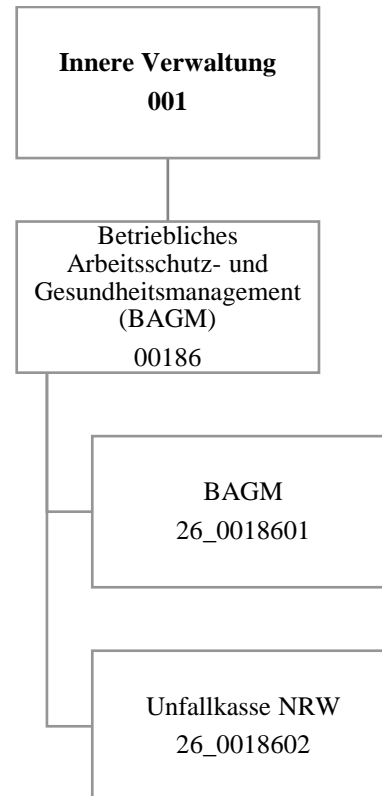 Innere Verwaltung
001
Betriebliches
Arbeitsschutz- und
Gesundheitsmanagement
(BAGM)
00186
BAGM
26_0018601
Unfallkasse NRW
26_0018602